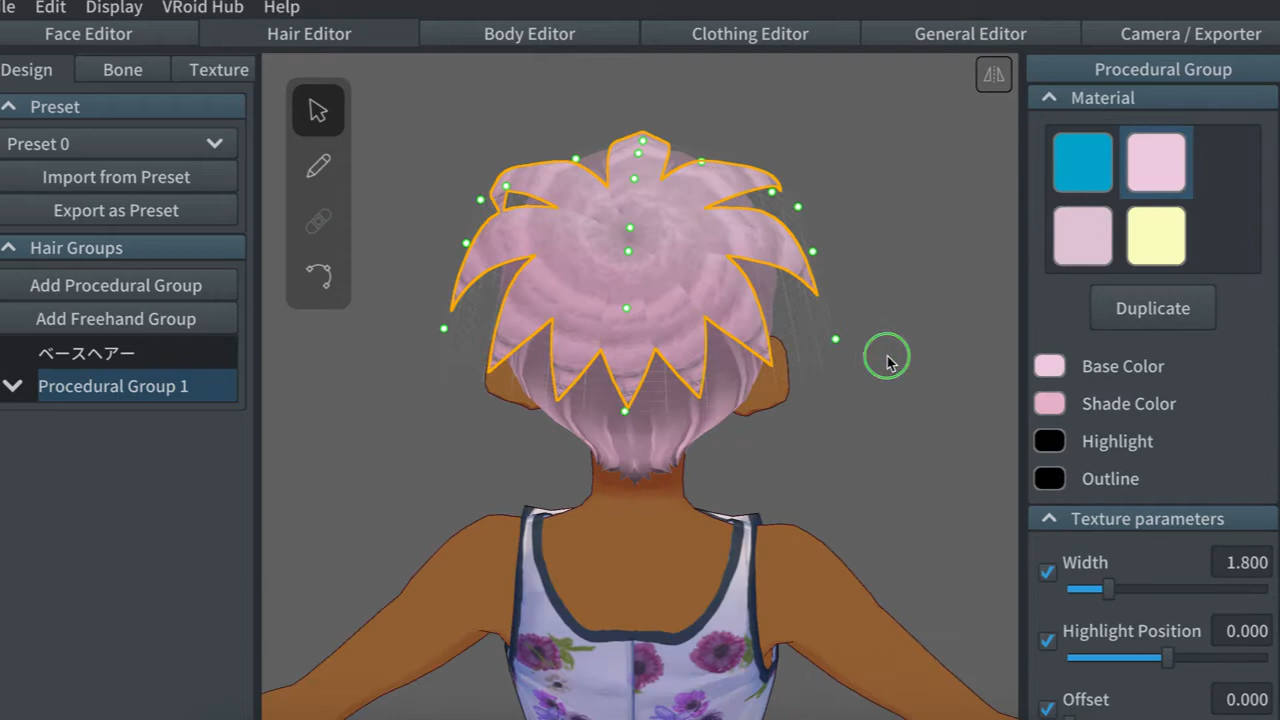 le Edit Display VRoid Hub Help
Face Editor Hair Editor Body Editor Clothing Editor General Editor Camera / Exporter
Design Bone Texture
Preset
Preset 0
Import from Preset
Export as Preset
Hair Groups
Add Procedural Group
Add Freehand Group
ベースヘアー
Procedural Group 1
Procedural Group
Material
Duplicate
Base Color
Shade Color
Highlight
Outline
Texture parameters
Width 1.800
Highlight Position 0.000
Offset 0.000